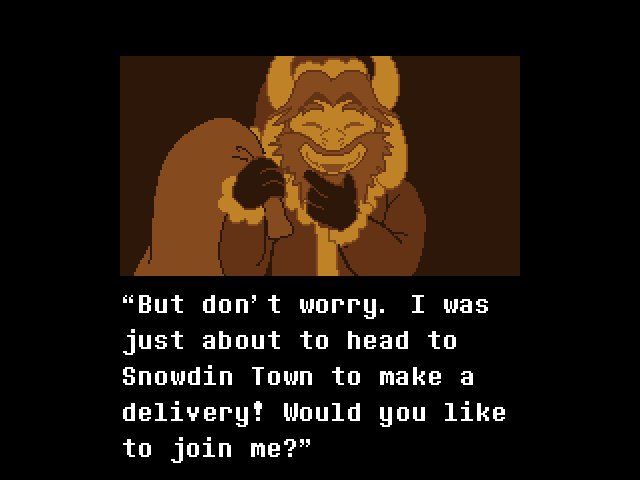 “But don’t worry. I was
just about to head to
Snowdin Town to make a
delivery! Would you like
to join me?”